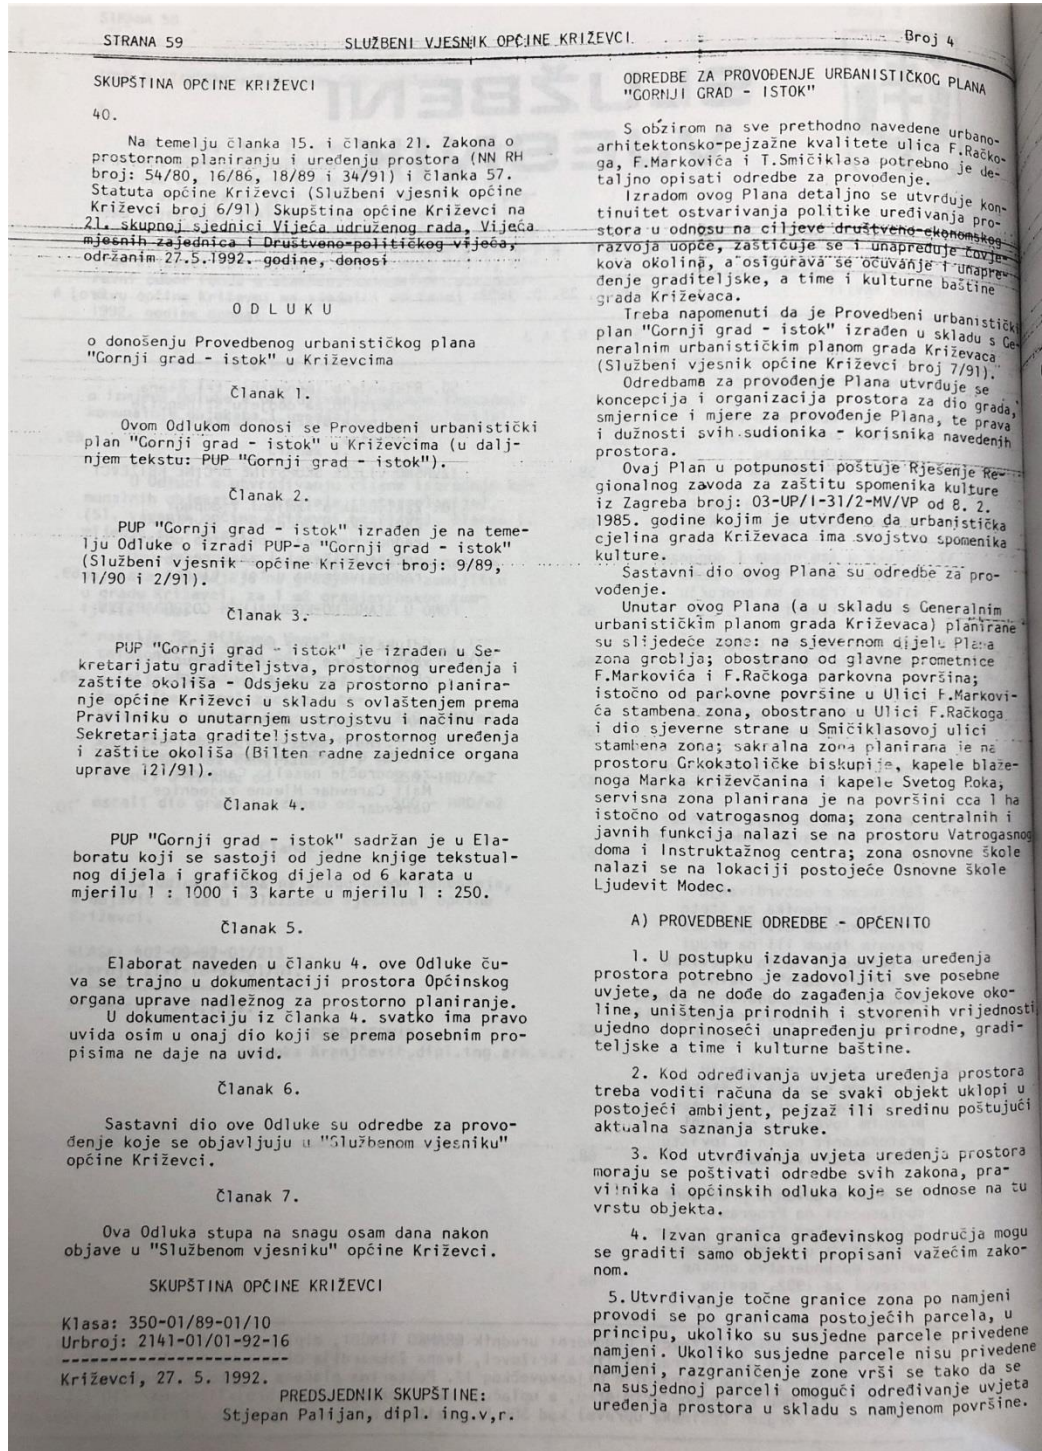 STRANA 59
SLUŽBENI VJESNIK OPĆINE KRIŽEVCI
Broj 4
SKUPŠTINA OPĆINE KRIŽEVCI
40.
Na temelju članka 15. i članka 21. Zakona o
prostornom planiranju i uređenju prostora (NN RH
broj: 54/80, 16/86, 18/89 i 34/91) i članka 57.
Statuta općine Križevci (Službeni vjesnik općine
Križevci broj 6/91) Skupština općine Križevci na
21. skupnoj sjednici Vijeća udruženog rada, Vijeća
mjesnih zajednica i Društveno-političkog vijeća,
održanim 27.5.1992. godine, donosi
O D L U K U
o donošenju Provedbenog urbanističkog plana
"Gornji grad - istok" u Križevcima
Članak 1.
Ovom Odlukom donosi se Provedbeni urbanistički
plan "Gornji grad - istok" u Križevcima (u dalj-
njem tekstu: PUP "Gornji grad - istok").
Članak 2.
PUP "Gornji grad - istok" izrađen je na teme-
lju Odluke o izradi PUP-a "Gornji grad - istok"
(Službeni vjesnik općine Križevci broj: 9/89,
11/90 i 2/91).
Članak 3.
PUP "Gornji grad - istok" je izrađen u Se-
kretarijatu graditeljstva, prostornog uređenja i
zaštite okoliša - Odsjeku za prostorno planira-
nje općine Križevci u skladu s ovlaštenjem prema
Pravilniku o unutarnjem ustrojstvu i načinu rada
Sekretarijata graditeljstva, prostornog uređenja
i zaštite okoliša (Bilten radne zajednice organa
uprave 121/91).
Članak 4.
PUP "Gornji grad - istok" sadržan je u Ela-
boratu koji se sastoji od jedne knjige tekstual-
nog dijela i grafičkog dijela od 6 karata u
mjerilu 1 : 1000 i 3 karte u mjerilu 1 : 250.
Članak 5.
Elaborat naveden u članku 4. ove Odluke ču-
va se trajno u dokumentaciji prostora Općinskog
organa uprave nadležnog za prostorno planiranje.
U dokumentaciju iz članka 4. svatko ima pravo
uvida osim u onaj dio koji se prema posebnim pro-
pisima ne daje na uvid.
Članak 6.
Sastavni dio ove Odluke su odredbe za provo-
đenje koje se objavljuju u "Službenom vjesniku"
općine Križevci.
Članak 7.
Ova Odluka stupa na snagu osam dana nakon
objave u "Službenom vjesniku" općine Križevci.
SKUPŠTINA OPĆINE KRIŽEVCI
Klasa: 350-01/89-01/10
Urbroj: 2141-01/01-92-16
-------------------------
Križevci, 27. 5. 1992.
PREDSJEDNIK SKUPŠTINE:
Stjepan Palijan, dipl. ing.v,r.
ODREDBE ZA PROVOĐENJE URBANISTIČKOG PLANA
"GORNJI GRAD - ISTOK"
S obzirom na sve prethodno navedene urbano-
arhitektonsko-pejzažne kvalitete ulica F.Račko-
ga, F.Markovića i T.Smičiklasa potrebno je de-
taljno opisati odredbe za provođenje.
Izradom ovog Plana detaljno se utvrđuje kon-
tinuitet ostvarivanja politike uređivanja pro-
stora u odnosu na ciljeve društveno-ekonomskog
razvoja uopće, zaštićuje se i unapređuje čovje-
kova okolina, a osigurava se očuvanje i unapre-
đenje graditeljske, a time i kulturne baštine
grada Križevaca.
Treba napomenuti da je Provedbeni urbanistički
plan "Gornji grad - istok" izrađen u skladu s Ge-
neralnim urbanističkim planom grada Križevaca
(Službeni vjesnik općine Križevci broj 7/91).
Odredbama za provođenje Plana utvrđuje se
koncepcija i organizacija prostora za dio grada,
smjernice i mjere za provođenje Plana, te prava
i dužnosti svih sudionika - korisnika navedenih
prostora.
Ovaj Plan u potpunosti poštuje Rješenje Re-
gionalnog zavoda za zaštitu spomenika kulture
iz Zagreba broj: 03-UP/I-31/2-MV/VP od 8. 2.
1985. godine kojim je utvrđeno da urbanistička
cjelina grada Križevaca ima svojstvo spomenika
kulture.
Sastavni dio ovog Plana su odredbe za pro-
vođenje.
Unutar ovog Plana (a u skladu s Generalnim
urbanističkim planom grada Križevaca) planirane
su slijedeće zone: na sjevernom dijelu Plana
zona groblja; obostrano od glavne prometnice
F.Markovića i F.Račkoga parkovna površina;
istočno od parkovne površine u Ulici F.Markovi-
ća stambena zona, obostrano u Ulici F.Račkoga
i dio sjeverne strane u Smičiklasovoj ulici
stambena zona; sakralna zona planirana je na
prostoru Grkokatoličke biskupije, kapele blaže-
noga Marka križevčanina i kapele Svetog Roka;
servisna zona planirana je na površini cca 1 ha
istočno od vatrogasnog doma; zona centralnih i
javnih funkcija nalazi se na prostoru Vatrogasnog
doma i Instruktažnog centra; zona osnovne škole
nalazi se na lokaciji postojeće Osnovne škole
Ljudevit Modec.
A) PROVEDBENE ODREDBE - OPĆENITO
1. U postupku izdavanja uvjeta uređenja
prostora potrebno je zadovoljiti sve posebne
uvjete, da ne dođe do zagađenja čovjekove oko-
line, uništenja prirodnih i stvorenih vrijednosti
ujedno doprinoseći unapređenju prirodne, gradi-
teljske a time i kulturne baštine.
2. Kod određivanja uvjeta uređenja prostora
treba voditi računa da se svaki objekt uklopi u
postojeći ambijent, pejzaž ili sredinu poštujući
aktualna saznanja struke.
3. Kod utvrđivanja uvjeta uređenja prostora
moraju se poštivati odredbe svih zakona, pra-
vilnika i općinskih odluka koje se odnose na tu
vrstu objekta.
4. Izvan granica građevinskog područja mogu
se graditi samo objekti propisani važećim zako-
nom.
5. Utvrđivanje točne granice zona po namjeni
provodi se po granicama postojećih parcela, u
principu, ukoliko su susjedne parcele privedene
namjeni. Ukoliko susjedne parcele nisu privedene
namjeni, razgraničenje zone vrši se tako da se
na susjednoj parceli omogući određivanje uvjeta
uređenja prostora u skladu s namjenom površine.